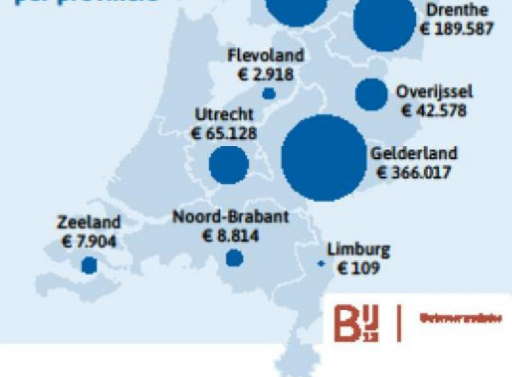 per provincie
Drenthe
€ 189.587
Flevoland
€ 2.918
Overijssel
€ 42.578
Utrecht
€ 65.128
Gelderland
€ 366.017
Zeeland
€ 7.904
Noord-Brabant
€ 8.814
Limburg
€ 109
BIJ
12